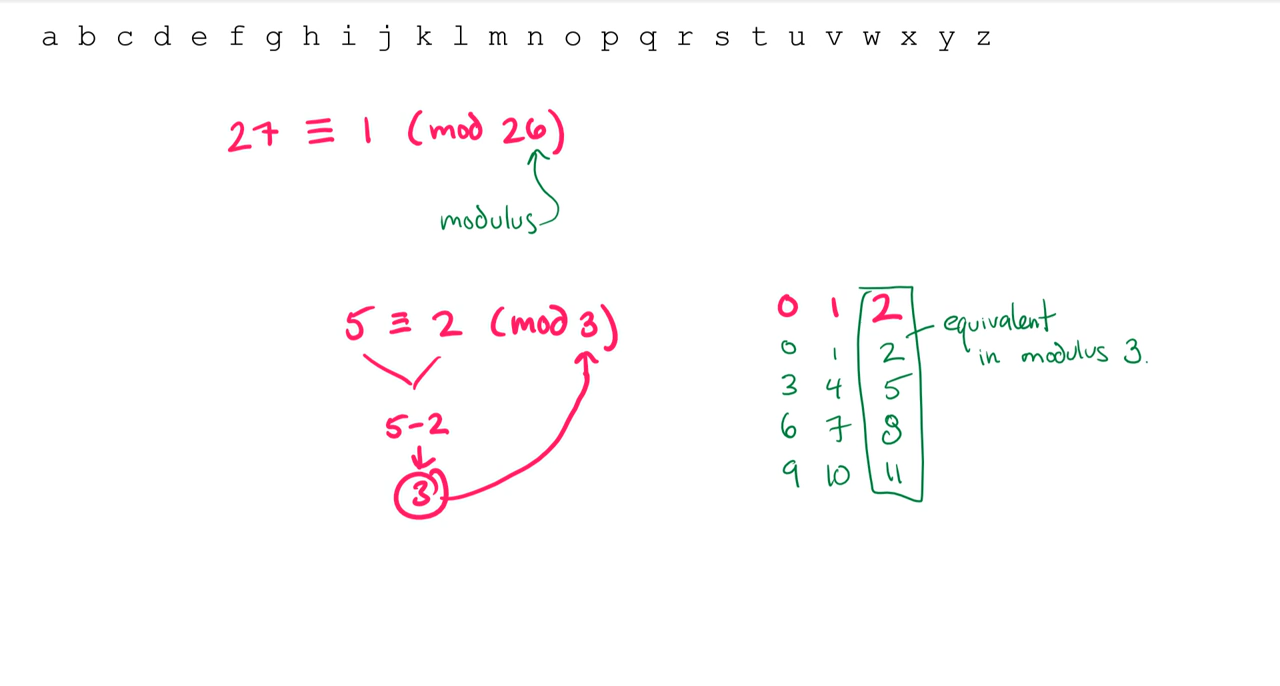 a b c d e f g h i j k l m n o p q r s t u v w x y z
27 ≡ 1 (mod 26)
modulus
5 ≡ 2 (mod 3)
5-2
3
0 1 2
0 1 2
3 4 5
6 7 8
9 10 11
equivalent
in modulus 3.